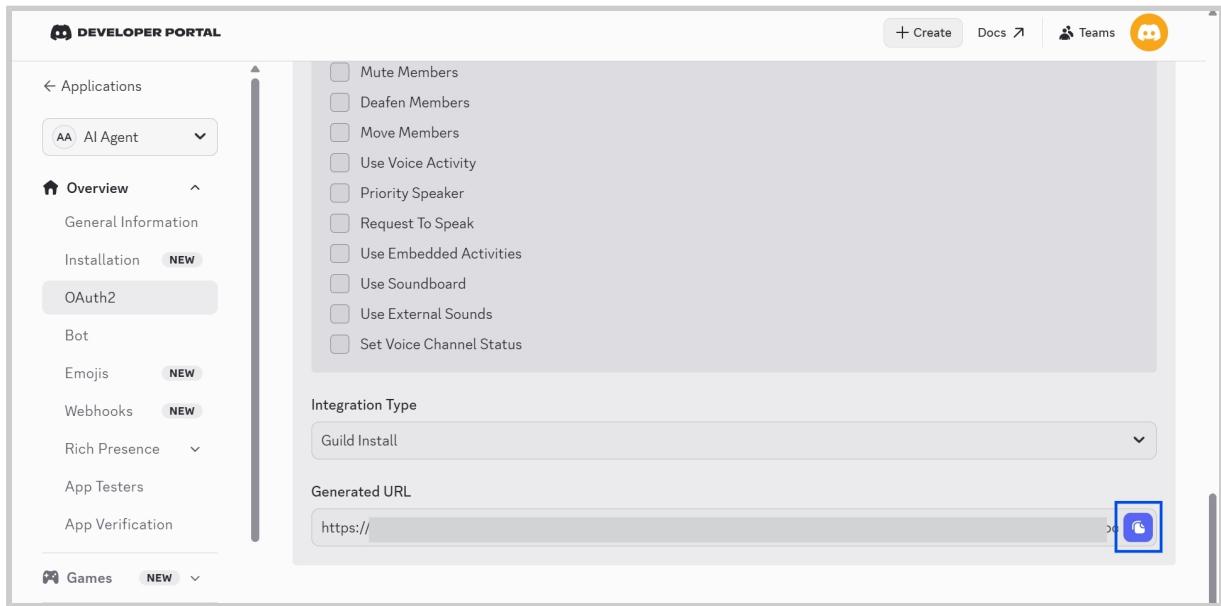 DEVELOPER PORTAL
+ Create
Docs
Teams
Applications
AA AI Agent
Overview
General Information
Installation NEW
OAuth2
Bot
Emojis NEW
Webhooks NEW
Rich Presence
App Testers
App Verification
Games NEW
Mute Members
Deafen Members
Move Members
Use Voice Activity
Priority Speaker
Request To Speak
Use Embedded Activities
Use Soundboard
Use External Sounds
Set Voice Channel Status
Integration Type
Guild Install
Generated URL
https://